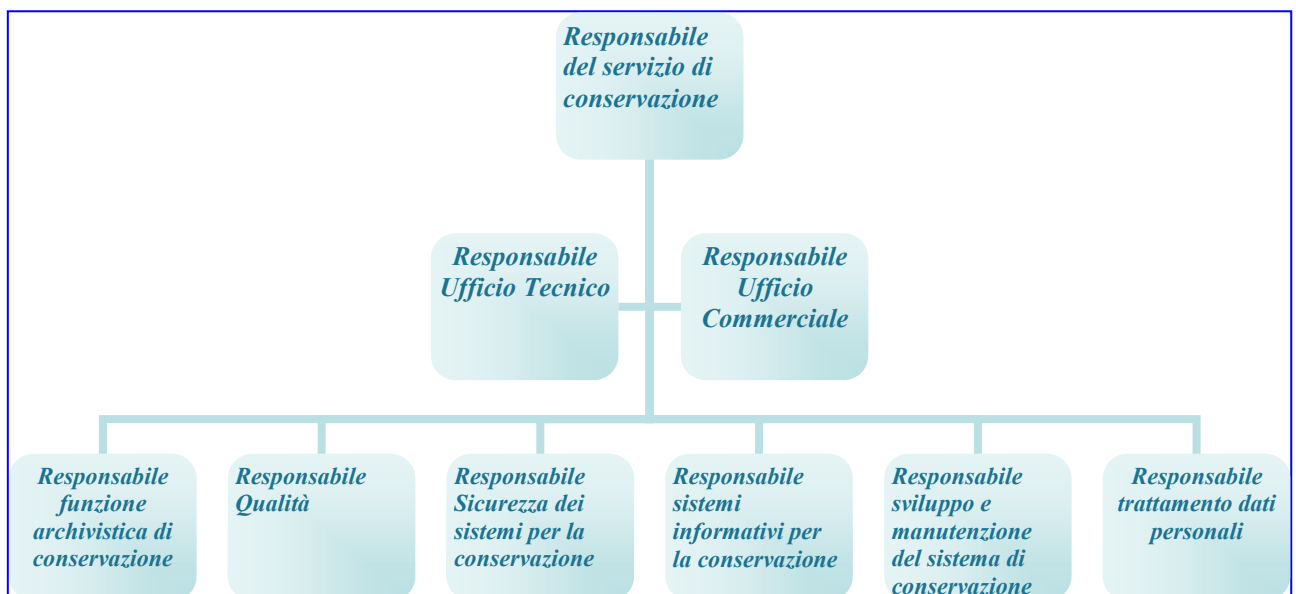 Responsabile
del servizio di
conservazione
Responsabile
Ufficio Tecnico
Responsabile
Ufficio
Commerciale
Responsabile
funzione
archivistica di
conservazione
Responsabile
Qualità
Responsabile
Sicurezza dei
sistemi per la
conservazione
Responsabile
sistemi
informativi per
la conservazione
Responsabile
sviluppo e
manutenzione
del sistema di
conservazione
Responsabile
trattamento dati
personali